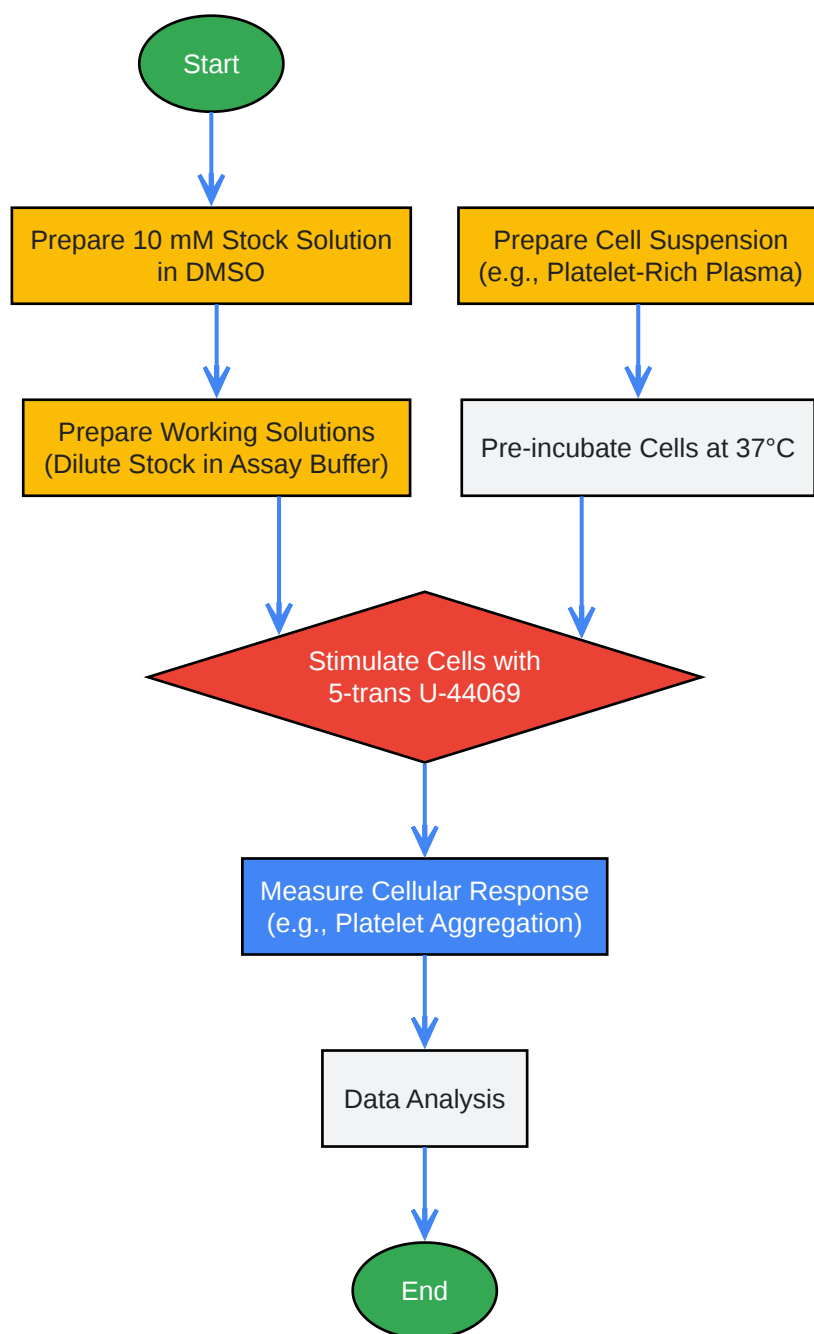 Start
Prepare 10 mM Stock Solution
in DMSO
Prepare Cell Suspension
(e.g., Platelet-Rich Plasma)
Prepare Working Solutions
(Dilute Stock in Assay Buffer)
Pre-incubate Cells at 37°C
Stimulate Cells with
5-trans U-44069
Measure Cellular Response
(e.g., Platelet Aggregation)
Data Analysis
End